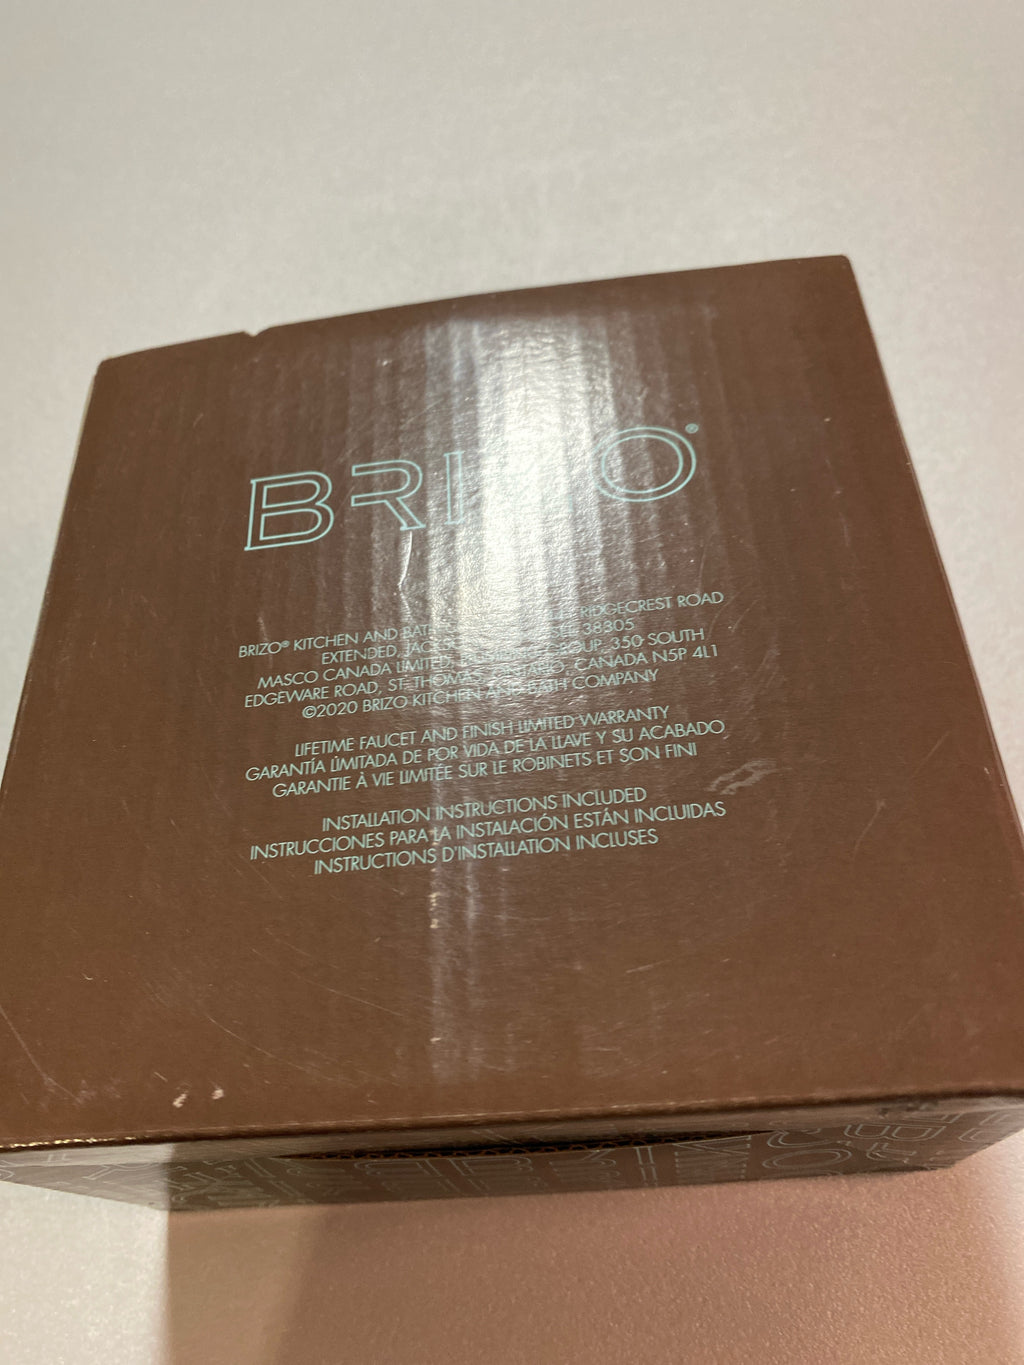 BRIZO®
BRIZO® KITCHEN AND BATH RIDGECREST ROAD
EXTENDED, 38305
MASCO CANADA LIMITED, GROUP, 350 SOUTH
EDGEWARE ROAD, ST. THOMAS, ONTARIO, CANADA N5P 4L1
©2020 BRIZO KITCHEN AND BATH COMPANY
LIFETIME FAUCET AND FINISH LIMITED WARRANTY
GARANTÍA LIMITADA DE POR VIDA DE LA LLAVE Y SU ACABADO
GARANTIE À VIE LIMITÉE SUR LE ROBINETS ET SON FINI
INSTALLATION INSTRUCTIONS INCLUDED
INSTRUCCIONES PARA LA INSTALACIÓN ESTÁN INCLUIDAS
INSTRUCTIONS D'INSTALLATION INCLUSES